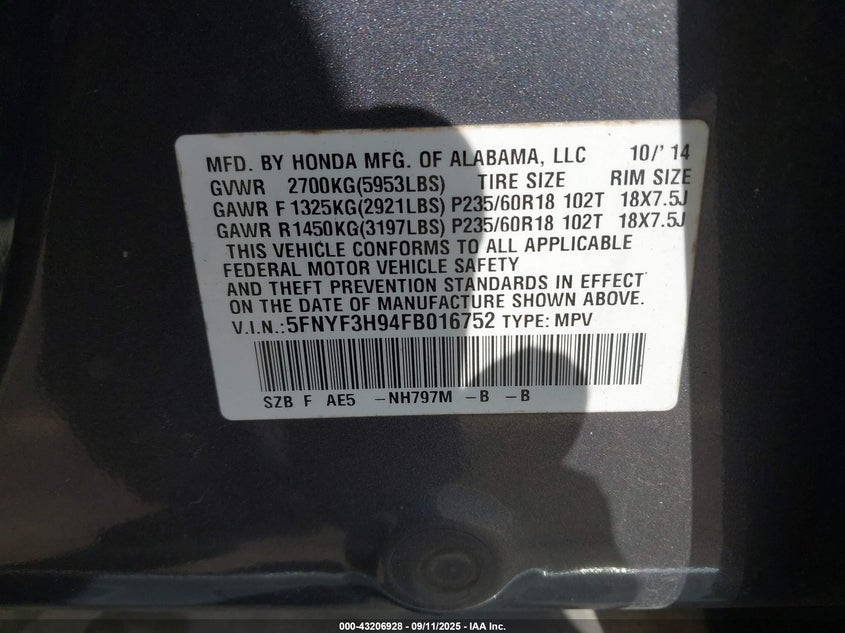 MFD. BY HONDA MFG. OF ALABAMA, LLC 10/' 14
GVWR 2700KG(5953LBS) TIRE SIZE RIM SIZE
GAWR F 1325KG(2921LBS) P235/60R18 102T 18X7.5J
GAWR R1450KG(3197LBS) P235/60R18 102T 18X7.5J
THIS VEHICLE CONFORMS TO ALL APPLICABLE
FEDERAL MOTOR VEHICLE SAFETY
AND THEFT PREVENTION STANDARDS IN EFFECT
ON THE DATE OF MANUFACTURE SHOWN ABOVE.
V.I.N.:5FNYF3H94FB016752 TYPE: MPV
SZB F AE5 -NH797M -B -B
000-43206928 - 09/11/2025 - IAA Inc.